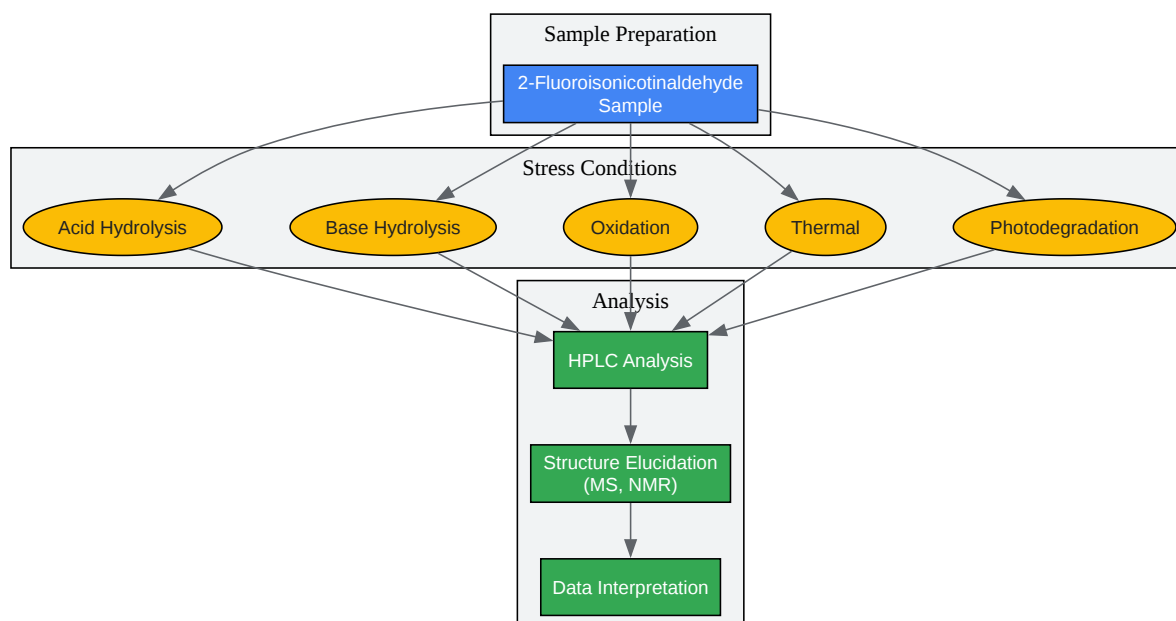 Sample Preparation
2-Fluoroisonicotinaldehyde
Sample
Stress Conditions
Acid Hydrolysis
Base Hydrolysis
Oxidation
Thermal
Photodegradation
Analysis
HPLC Analysis
Structure Elucidation
(MS, NMR)
Data Interpretation